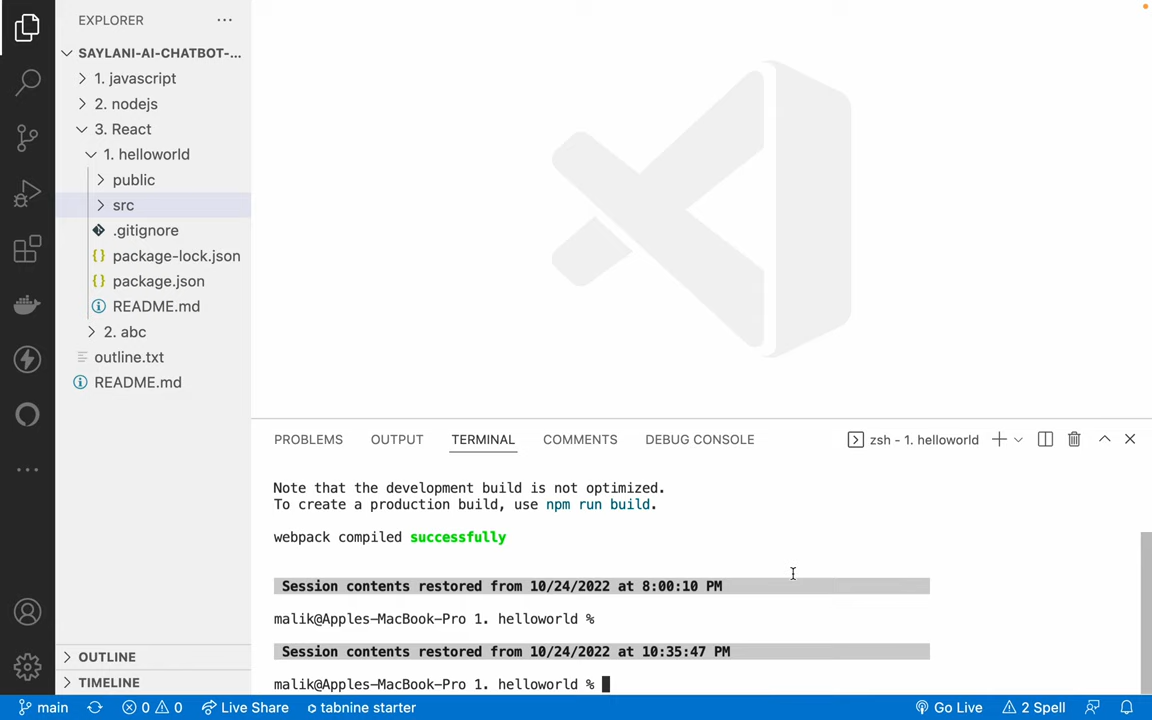 EXPLORER
SAYLANI-AI-CHATBOT-...
1. javascript
2. nodejs
3. React
1. helloworld
public
src
.gitignore
package-lock.json
package.json
README.md
2. abc
outline.txt
README.md
OUTLINE
TIMELINE
PROBLEMS OUTPUT TERMINAL COMMENTS DEBUG CONSOLE zsh - 1. helloworld
Note that the development build is not optimized.
To create a production build, use npm run build.
webpack compiled successfully
Session contents restored from 10/24/2022 at 8:00:10 PM
malik@Apples-MacBook-Pro 1. helloworld %
Session contents restored from 10/24/2022 at 10:35:47 PM
malik@Apples-MacBook-Pro 1. helloworld %
main 0 0 Live Share tabnine starter Go Live 2 Spell